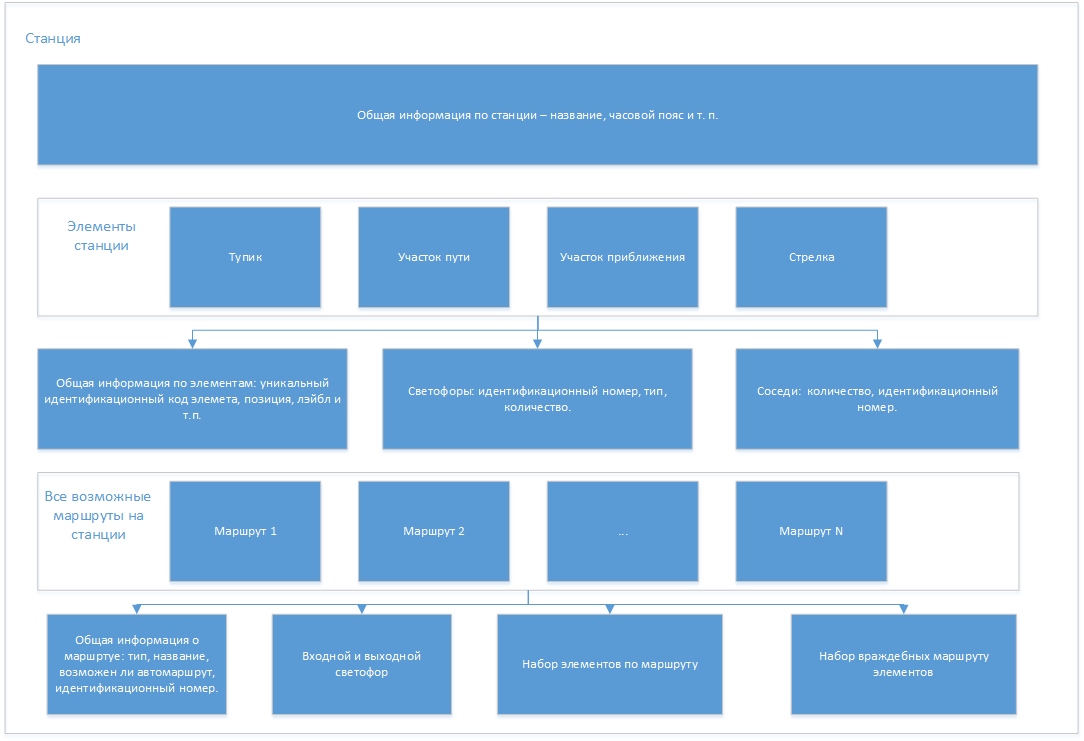 Станция
Общая информация по станции – название, часовой пояс и т. п.
Элементы
станции
Тупик
Участок пути
Участок приближения
Стрелка
Общая информация по элементам: уникальный
идентификационный код элемета, позиция, лэйбл и
т.п.
Светофоры: идентификационный номер, тип,
количество.
Соседи: количество, идентификационный
номер.
Все возможные
маршруты на
станции
Маршрут 1
Маршрут 2
...
Маршрут N
Общая информация о
маршртуе: тип, название,
возможен ли автомаршрут,
идентификационный номер.
Входной и выходной
светофор
Набор элементов по маршруту
Набор враждебных маршруту
элементов